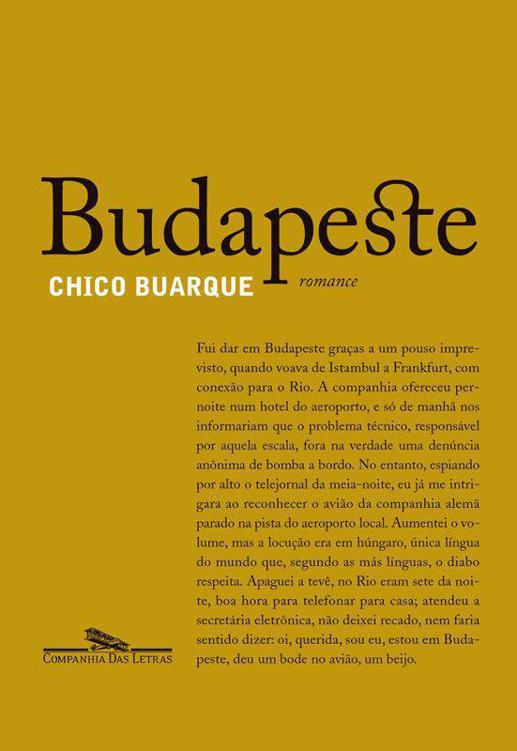 Budapeste
CHICO BUARQUE
romance
Fui dar em Budapeste graças a um pouso impre-
visto, quando voava de Istambul a Frankfurt, com
conexão para o Rio. A companhia ofereceu per-
noite num hotel do aeroporto, e só de manhã nos
informariam que o problema técnico, responsável
por aquela escala, fora na verdade uma denúncia
anônima de bomba a bordo. No entanto, espiando
por alto o telejornal da meia-noite, eu já me intri-
gara ao reconhecer o avião da companhia alemã
parado na pista do aeroporto local. Aumentei o vo-
lume, mas a locução era em húngaro, única língua
do mundo que, segundo as más línguas, o diabo
respeita. Apaguei a tevê, no Rio eram sete da noi-
te, boa hora para telefonar para casa; atendeu a
secretária eletrônica, não deixei recado, nem faria
sentido dizer: oi, querida, sou eu, estou em Buda-
peste, deu um bode no avião, um beijo.
COMPANHIA DAS LETRAS